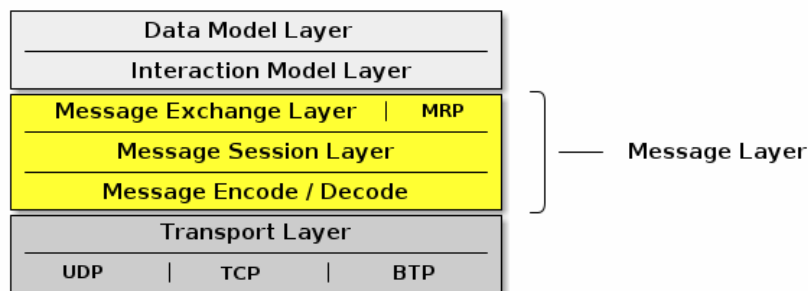 Data Model Layer
Interaction Model Layer
Message Exchange Layer | MRP
Message Session Layer
Message Layer
Message Encode / Decode
Transport Layer
UDP | TCP | BTP